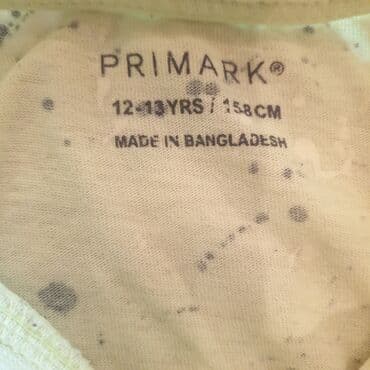 PRIMARK®
12-13YRS / 158CM
MADE IN BANGLADESH